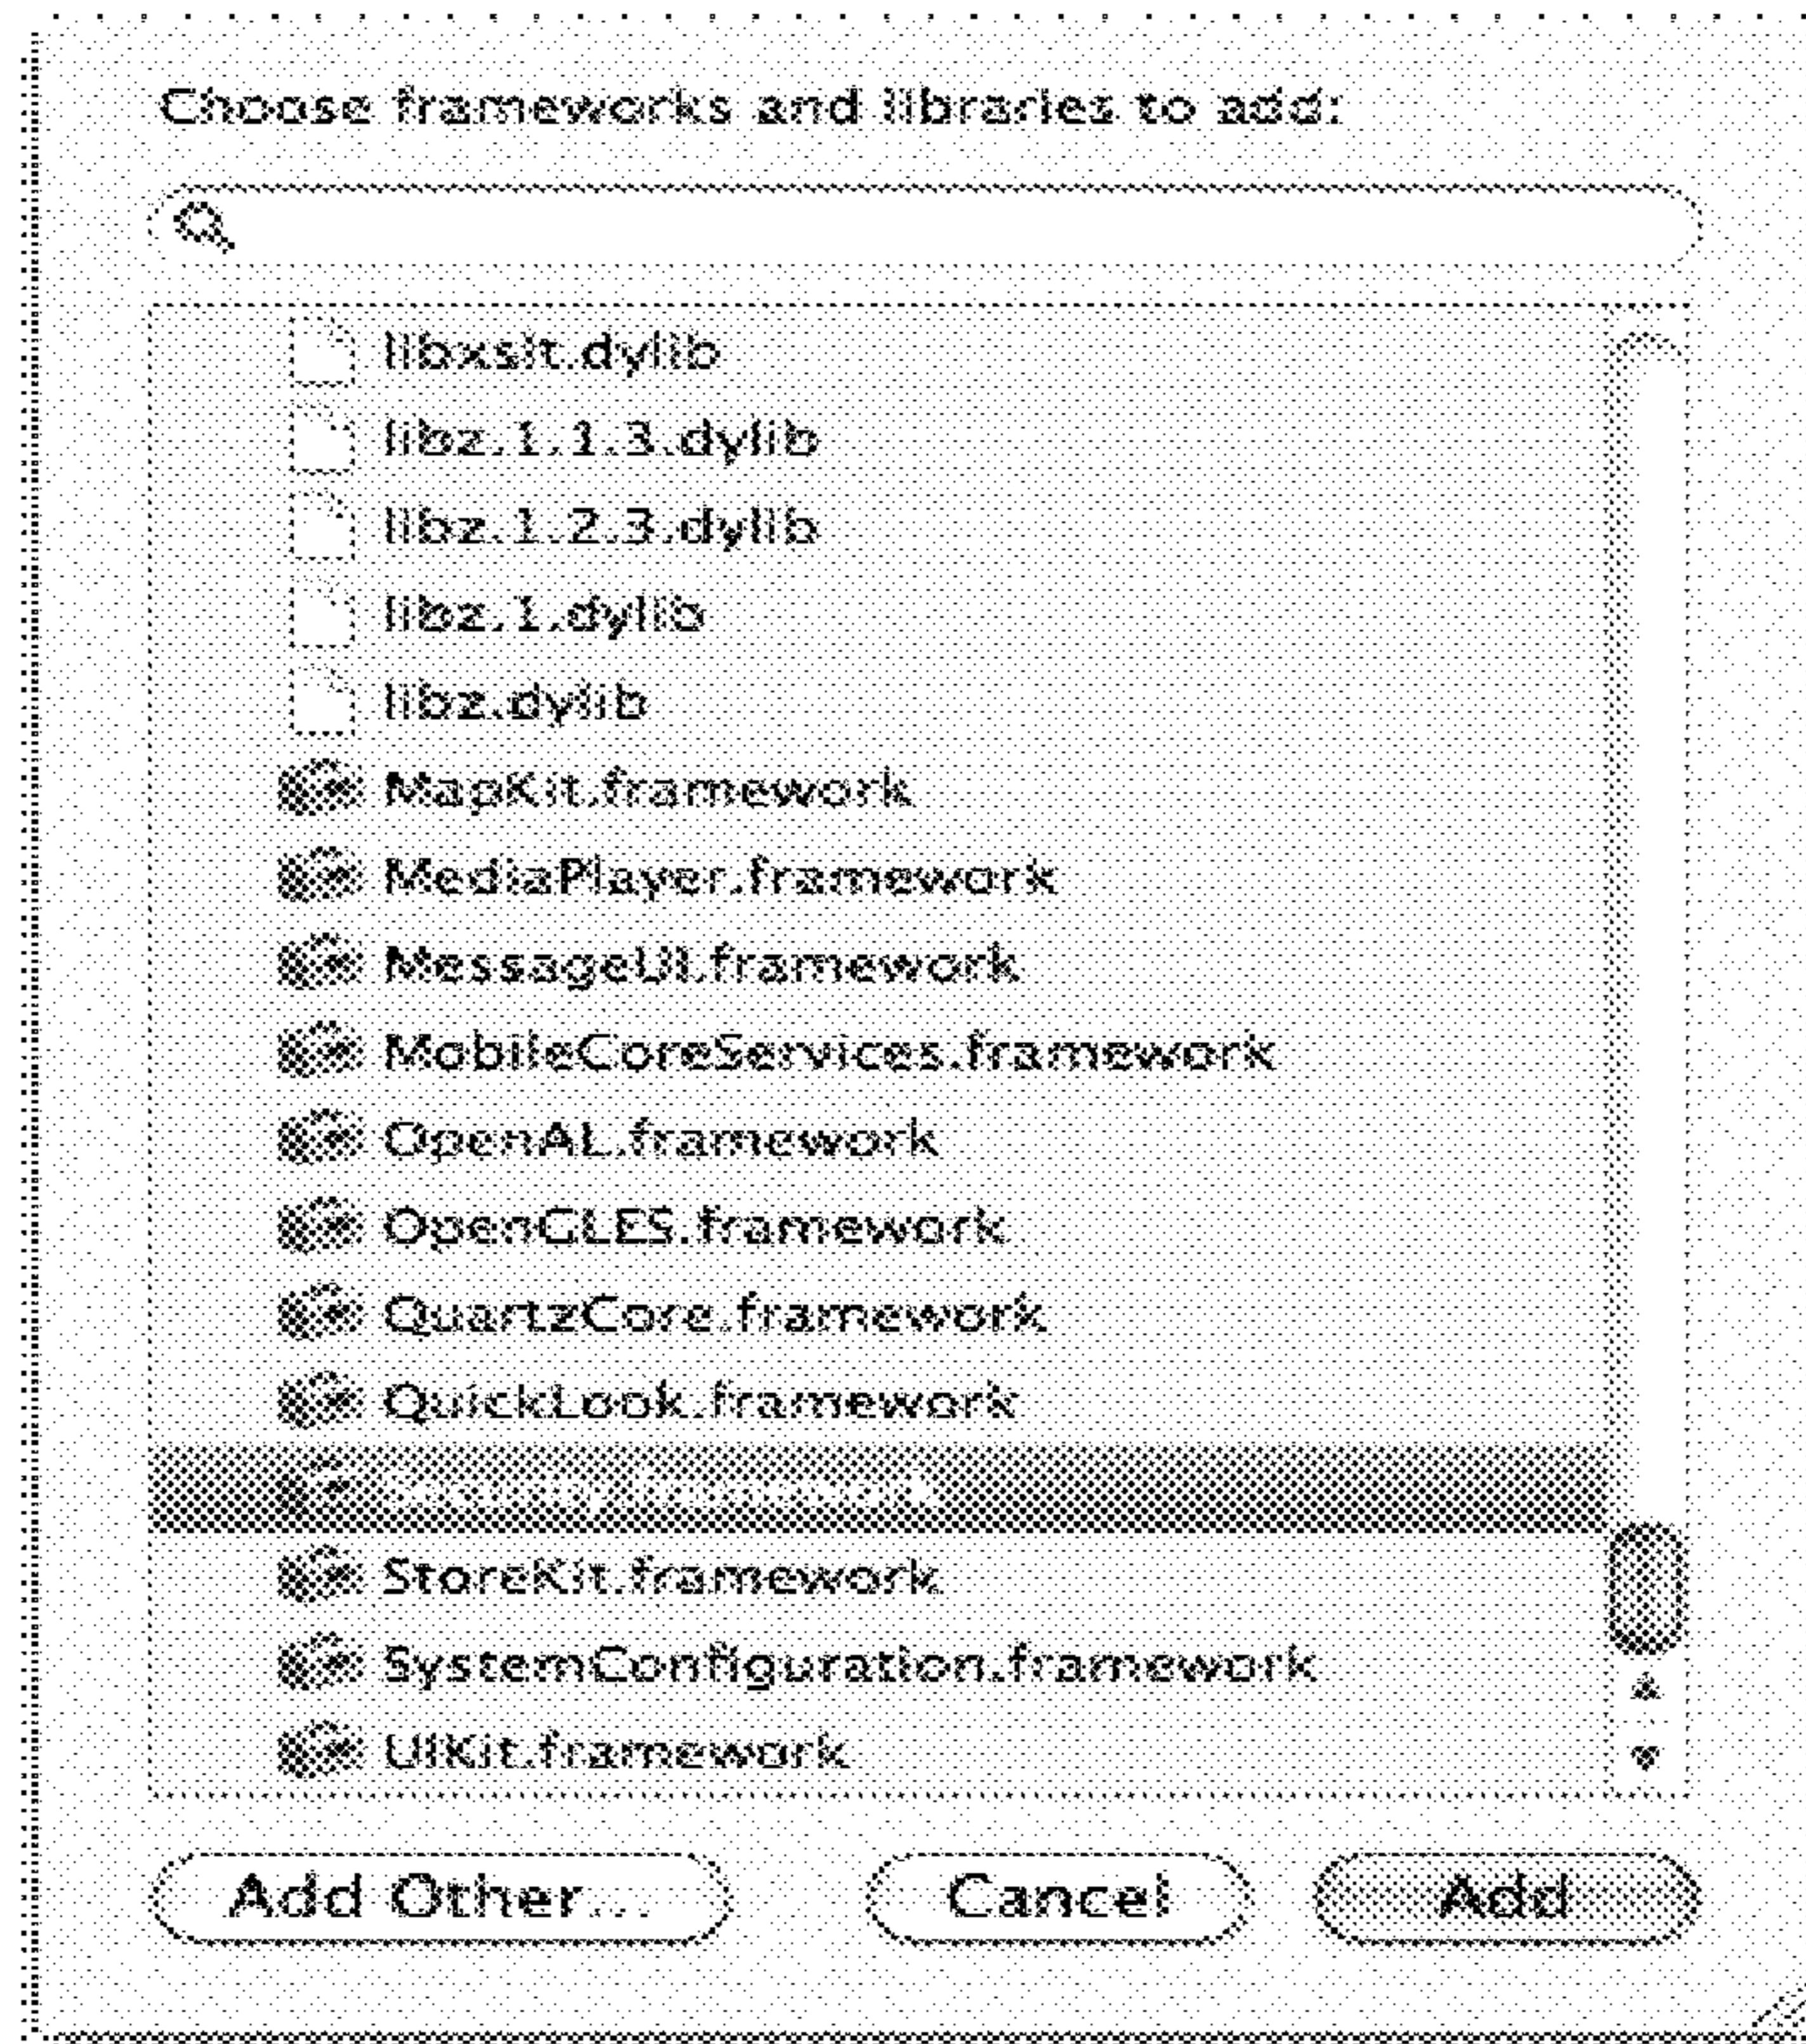 Choose frameworks and libraries to add:
libxslt.dylib
libz.1.1.3.dylib
libz.1.2.3.dylib
libz.1.dylib
libz.dylib
MapKit.framework
MediaPlayer.framework
MessageUI.framework
MobileCoreServices.framework
OpenAL.framework
OpenGLES.framework
QuartzCore.framework
QuickLook.framework
Security.framework
StoreKit.framework
SystemConfiguration.framework
UIKit.framework
Add Other...
Cancel
Add